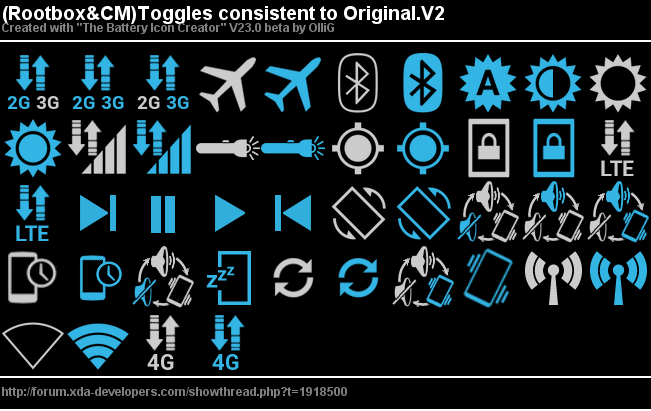 (Rootbox&CM)Toggles consistent to Original.V2
Created with "The Battery Icon Creator" V23.0 beta by OlliG
2G 3G 2G 3G 2G 3G A
LTE
LTE
zzz
4G 4G
http://forum.xda-developers.com/showthread.php?t=1918500